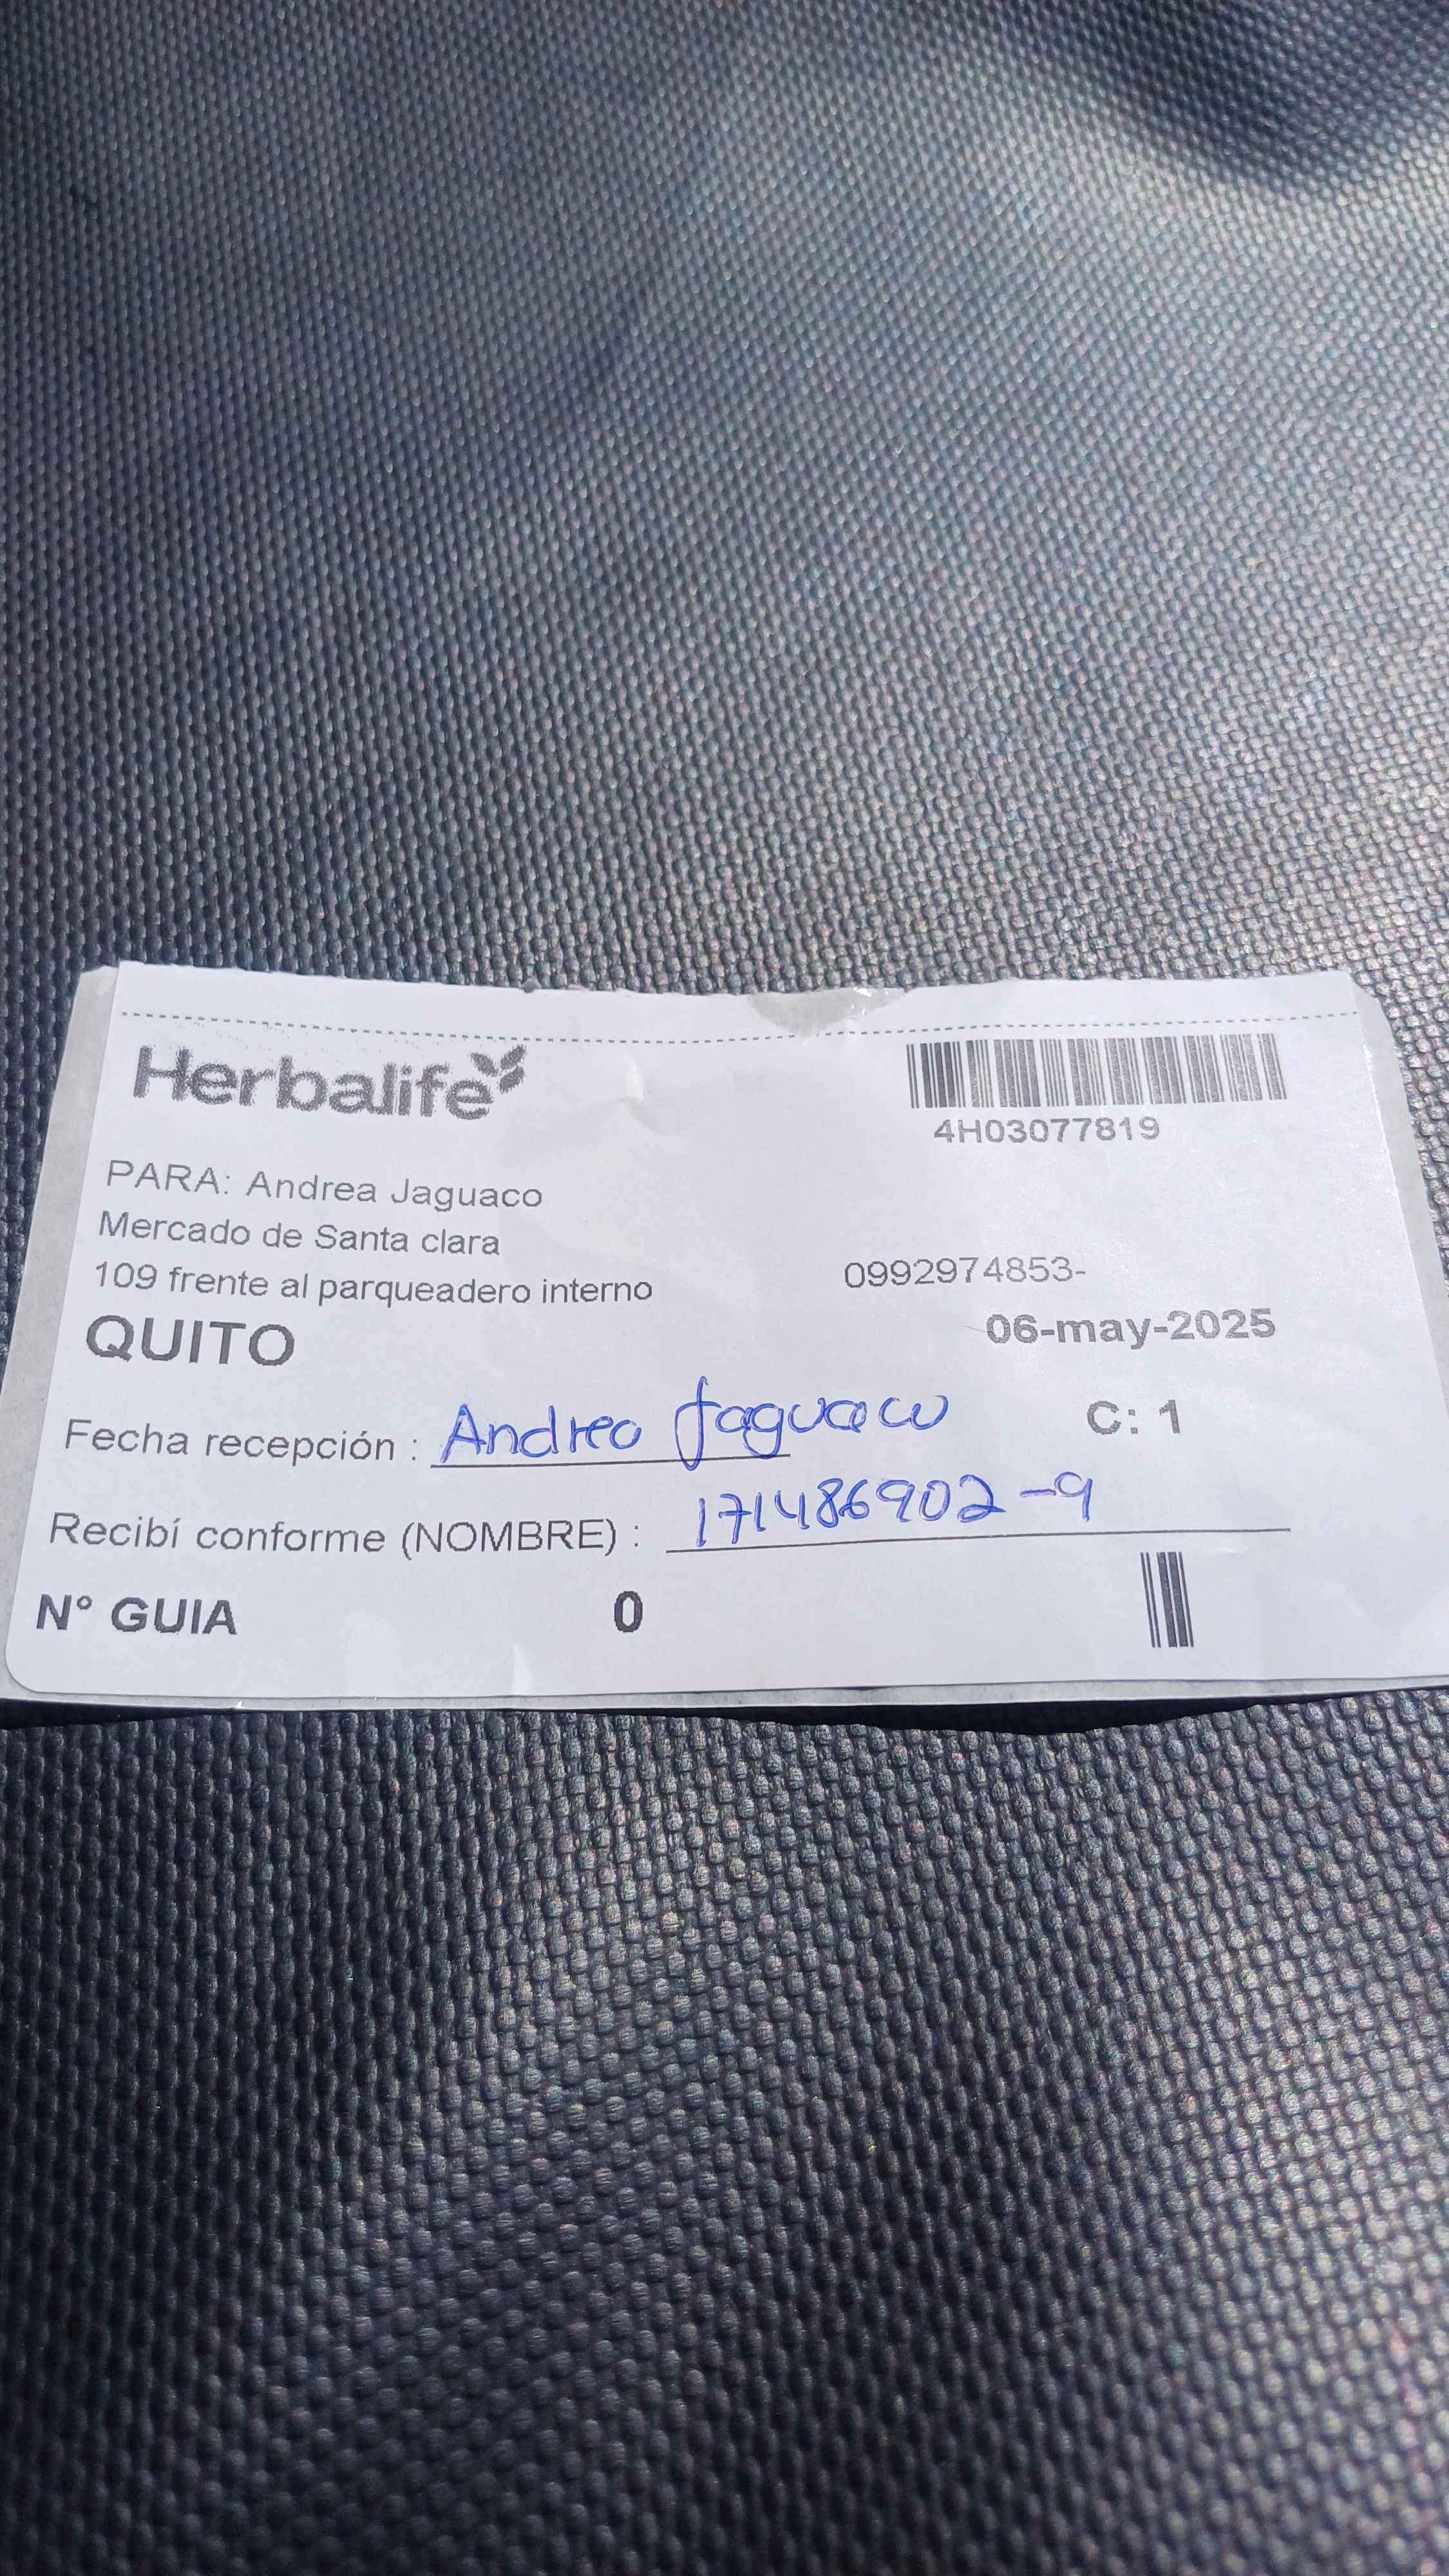 Herbalife
4H03077819
PARA: Andrea Jaguaco
Mercado de Santa clara
109 frente al parqueadero interno 0992974853-
QUITO 06-may-2025
Fecha recepción : Andrea Jaguaco C: 1
Recibí conforme (NOMBRE) : 171486902-9
N° GUIA 0